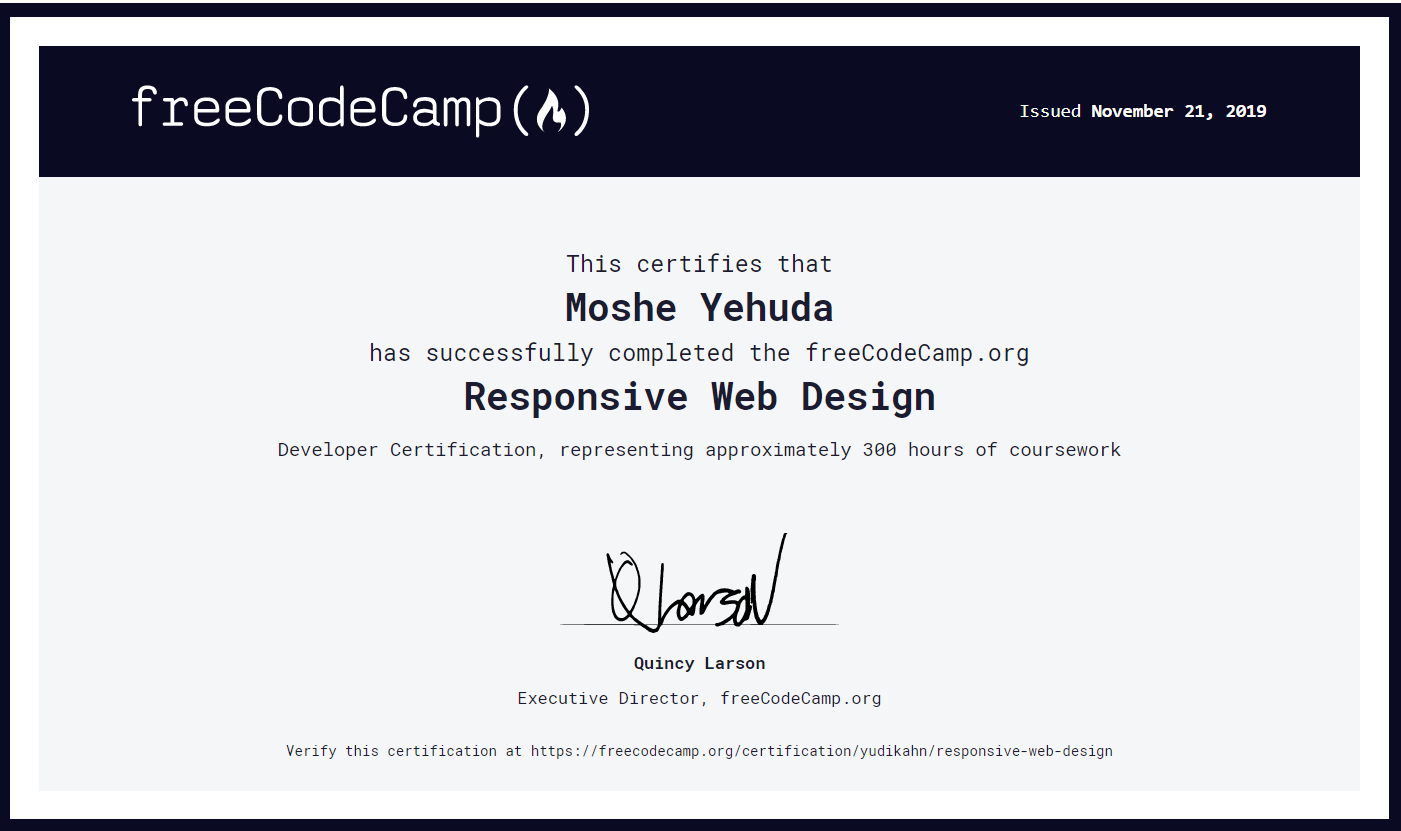 freeCodeCamp(🔥)
Issued November 21, 2019
This certifies that
Moshe Yehuda
has successfully completed the freeCodeCamp.org
Responsive Web Design
Developer Certification, representing approximately 300 hours of coursework
Q Larson
Quincy Larson
Executive Director, freeCodeCamp.org
Verify this certification at https://freecodecamp.org/certification/yudikahn/responsive-web-design